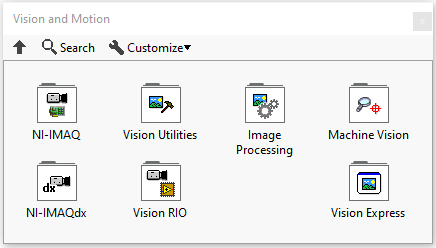 Vision and Motion
x
Search
Customize
NI-IMAQ
Vision Utilities
Image
Processing
Machine Vision
dx
NI-IMAQdx
Vision RIO
Vision Express